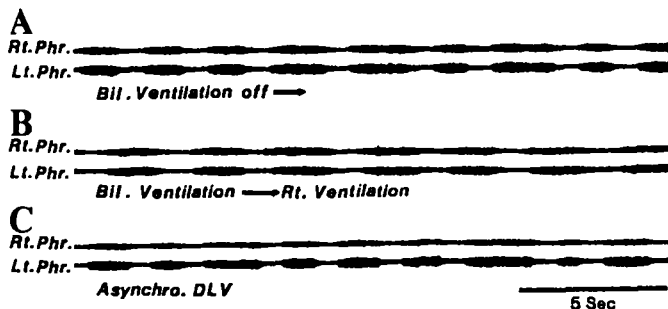 A
Rt.Phr.
Lt.Phr.
Bil. Ventilation off
B
Rt.Phr.
Lt.Phr.
Bil. Ventilation Rt. Ventilation
C
Rt.Phr.
Lt.Phr.
Asynchro. DLV
5 Sec